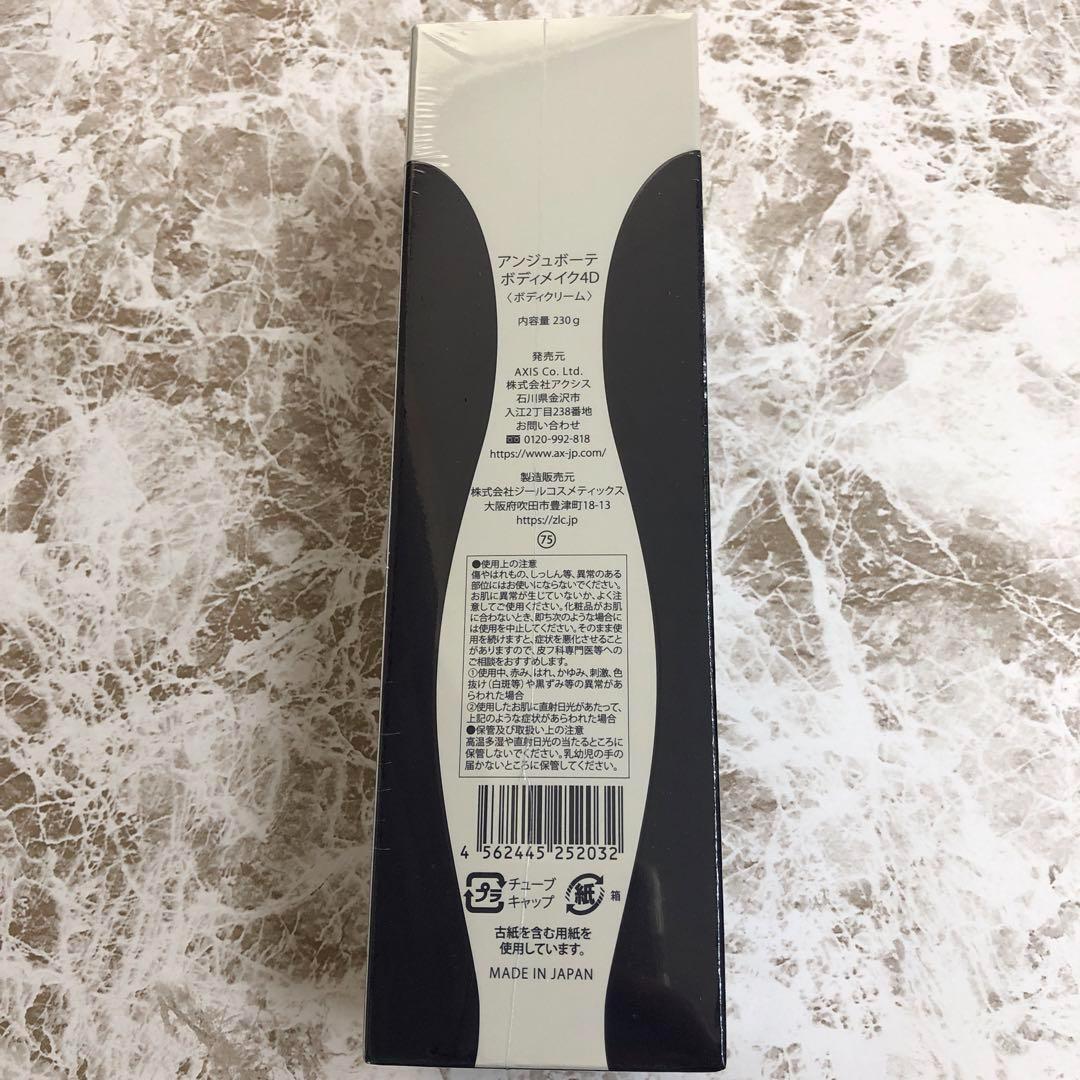 アンジュボーテ
ボディメイク4D
〈ボディクリーム〉
内容量 230g
発売元
AXIS Co. Ltd.
株式会社アクシス
石川県金沢市
入江2丁目238番地
お問い合わせ
0120-992-818
https://www.ax-jp.com/
製造販売元
株式会社ジールコスメティックス
大阪府吹田市豊津町18-13
https://zlc.jp
75
●使用上の注意
傷やはれもの、しっしん等、異常のある
部位にはお使いにならないでください。
お肌に異常が生じていないか、よく注
意してご使用ください。化粧品がお肌
に合わないとき、即ち次のような場合に
は使用を中止してください。そのまま使
用を続けますと、症状を悪化させること
がありますので、皮フ科専門医等への
ご相談をおすすめします。
①使用中、赤み、はれ、かゆみ、刺激、色
抜け(白斑等)や黒ずみ等の異常があ
らわれた場合
②使用したお肌に直射日光があたって、
上記のような症状があらわれた場合
●保管及び取扱い上の注意
高温多湿や直射日光の当たるところに
保管しないでください。乳幼児の手の
届かないところに保管してください。
4 562445 252032
プラ チューブ
キャップ
紙 箱
古紙を含む用紙を
使用しています。
MADE IN JAPAN